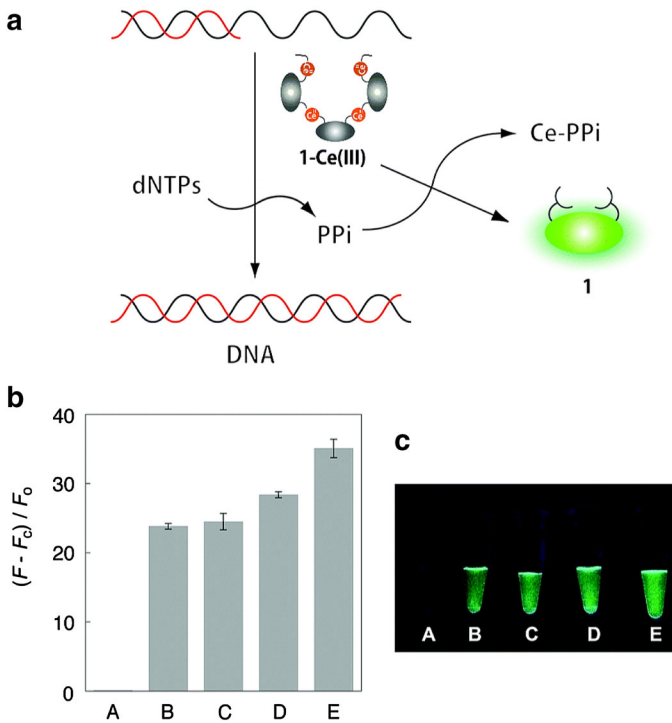 a
1-Ce(III)
Ce-PPi
dNTPs
PPi
1
DNA
b
40
30
20
10
0
(F - Fc) / Fo
A B C D E
c
A B C D E